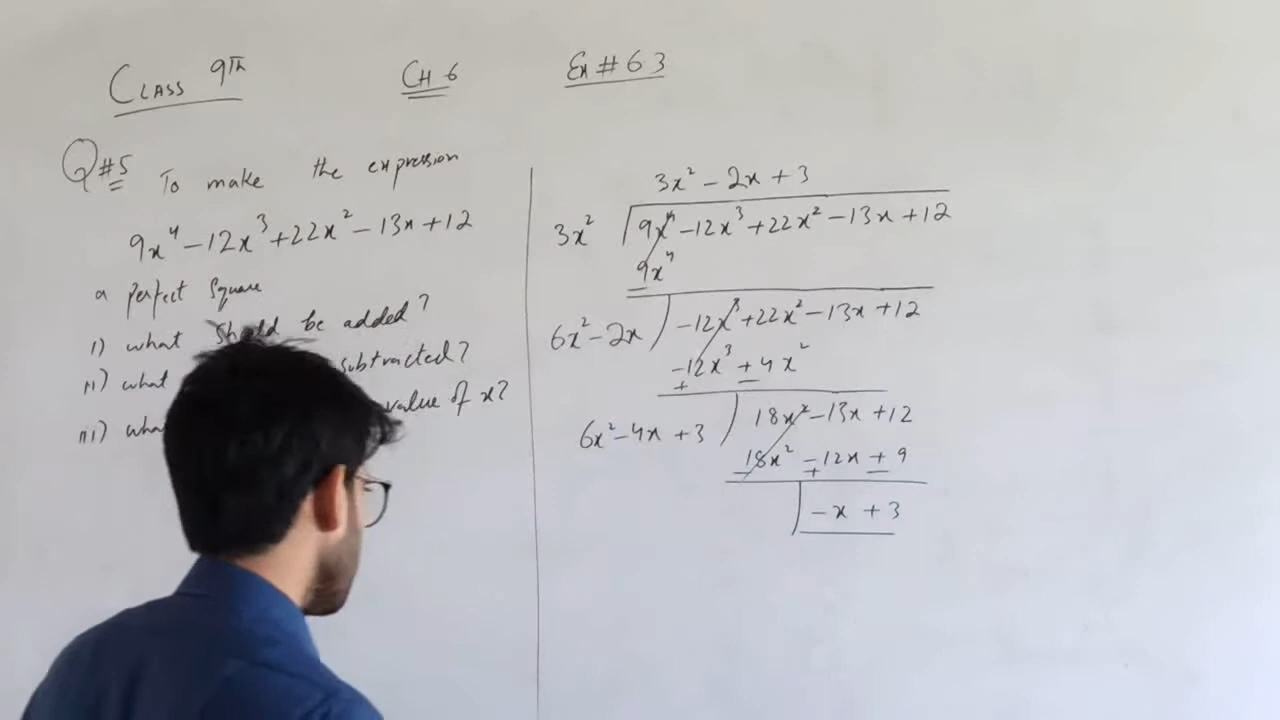 CLASS 9TH CH 6 Ex # 6.3
Q#5 To make the expression
9x⁴ - 12x³ + 22x² - 13x + 12
a perfect square
i) what should be added?
ii) what subtracted?
iii) value of x?
3x² - 2x + 3
3x² 9x⁴ - 12x³ + 22x² - 13x + 12
9x⁴
-
6x² - 2x -12x³ + 22x² - 13x + 12
-12x³ + 4x²
+ -
6x² - 4x + 3 18x² - 13x + 12
18x² - 12x + 9
- + -
-x + 3